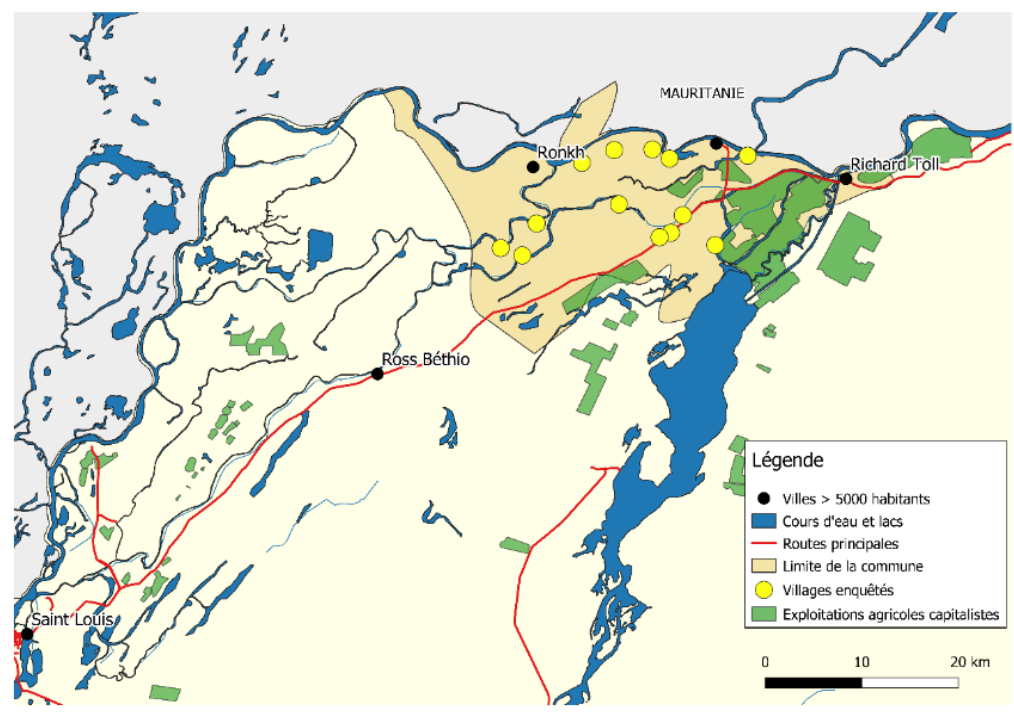 MAURITANIE
Ronkh
Richard Toll
Ross Béthio
Saint Louis
Légende
Villes > 5000 habitants
Cours d'eau et lacs
Routes principales
Limite de la commune
Villages enquêtés
Exploitations agricoles capitalistes
0 10 20 km